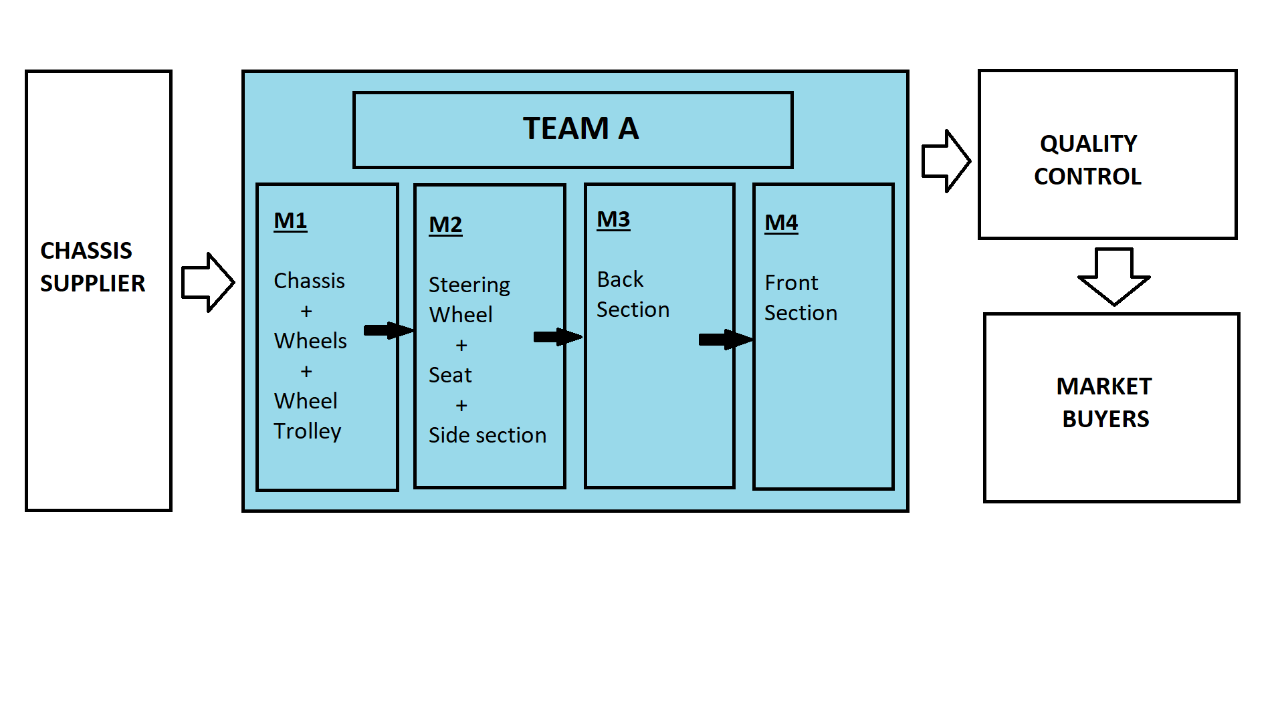 CHASSIS
SUPPLIER
TEAM A
M1
Chassis
+
Wheels
+
Wheel
Trolley
M2
Steering
Wheel
+
Seat
+
Side section
M3
Back
Section
M4
Front
Section
QUALITY
CONTROL
MARKET
BUYERS